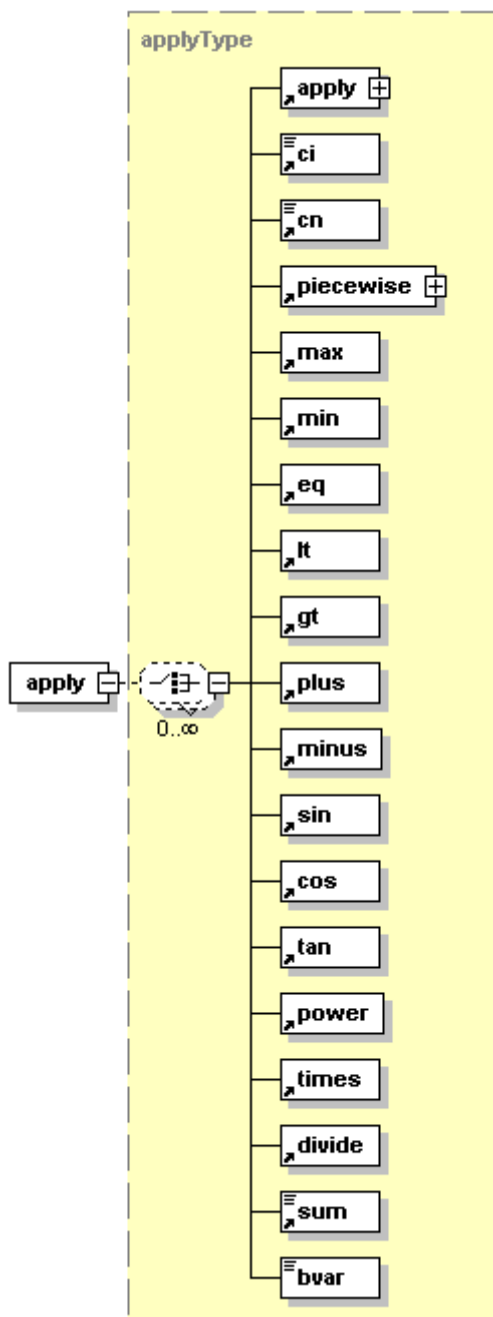 applyType
apply
ci
cn
piecewise
max
min
eq
lt
gt
apply
plus
0..∞
minus
sin
cos
tan
power
times
divide
sum
bvar